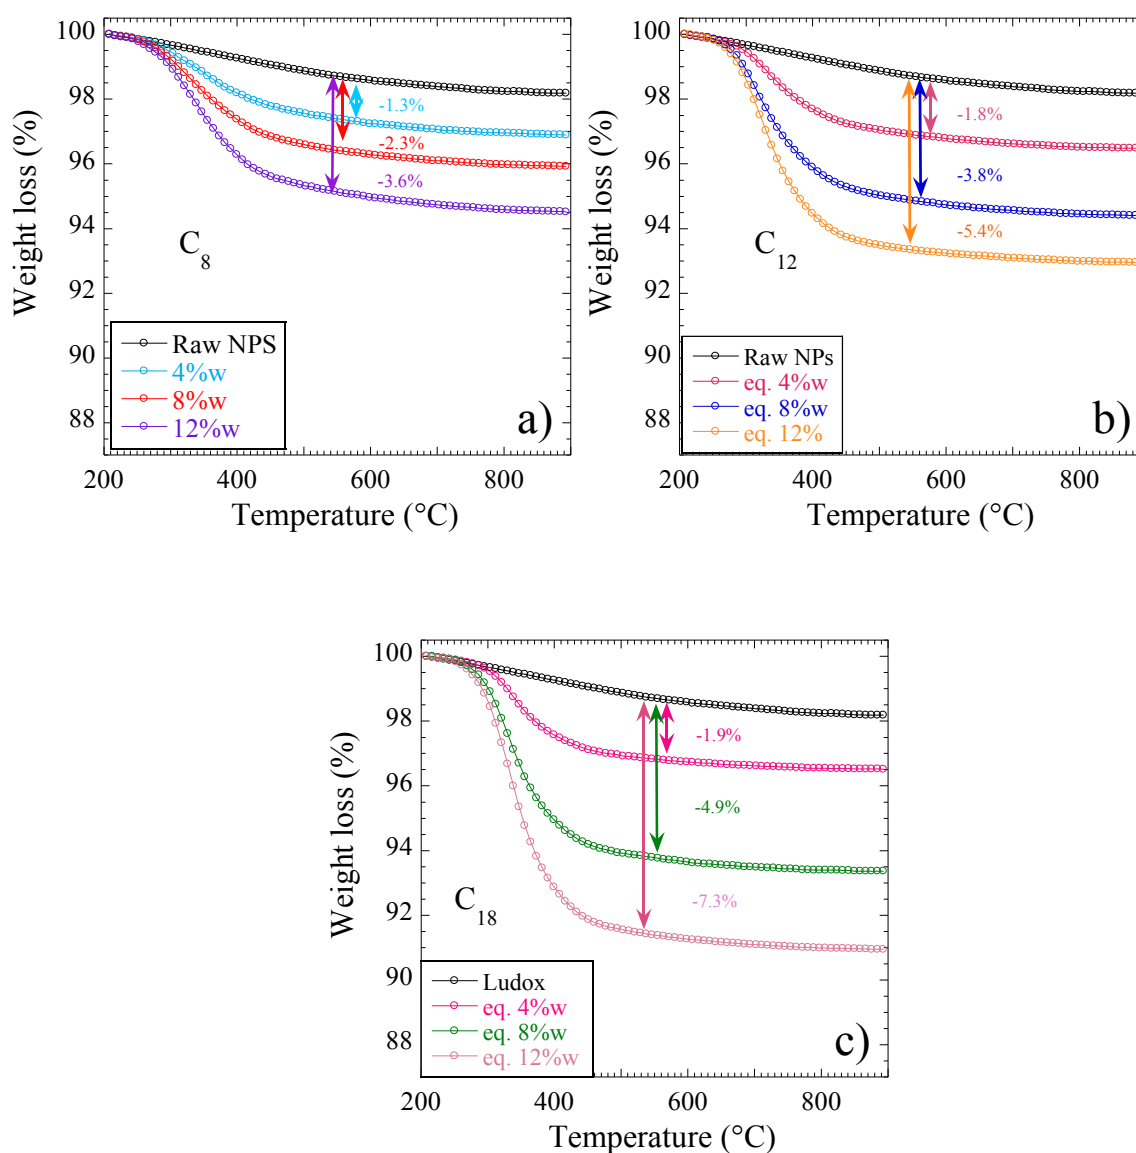 100
98
96
94
92
90
88
Weight loss (%)
-1.3%
-2.3%
-3.6%
C8
Raw NPS
4%w
8%w
12%w
a)
200 400 600 800
Temperature (°C)
100
98
96
94
92
90
88
Weight loss (%)
-1.8%
-3.8%
-5.4%
C12
Raw NPs
eq. 4%w
eq. 8%w
eq. 12%
b)
200 400 600 800
Temperature (°C)
100
98
96
94
92
90
88
Weight loss (%)
-1.9%
-4.9%
-7.3%
C18
Ludox
eq. 4%w
eq. 8%w
eq. 12%w
c)
200 400 600 800
Temperature (°C)